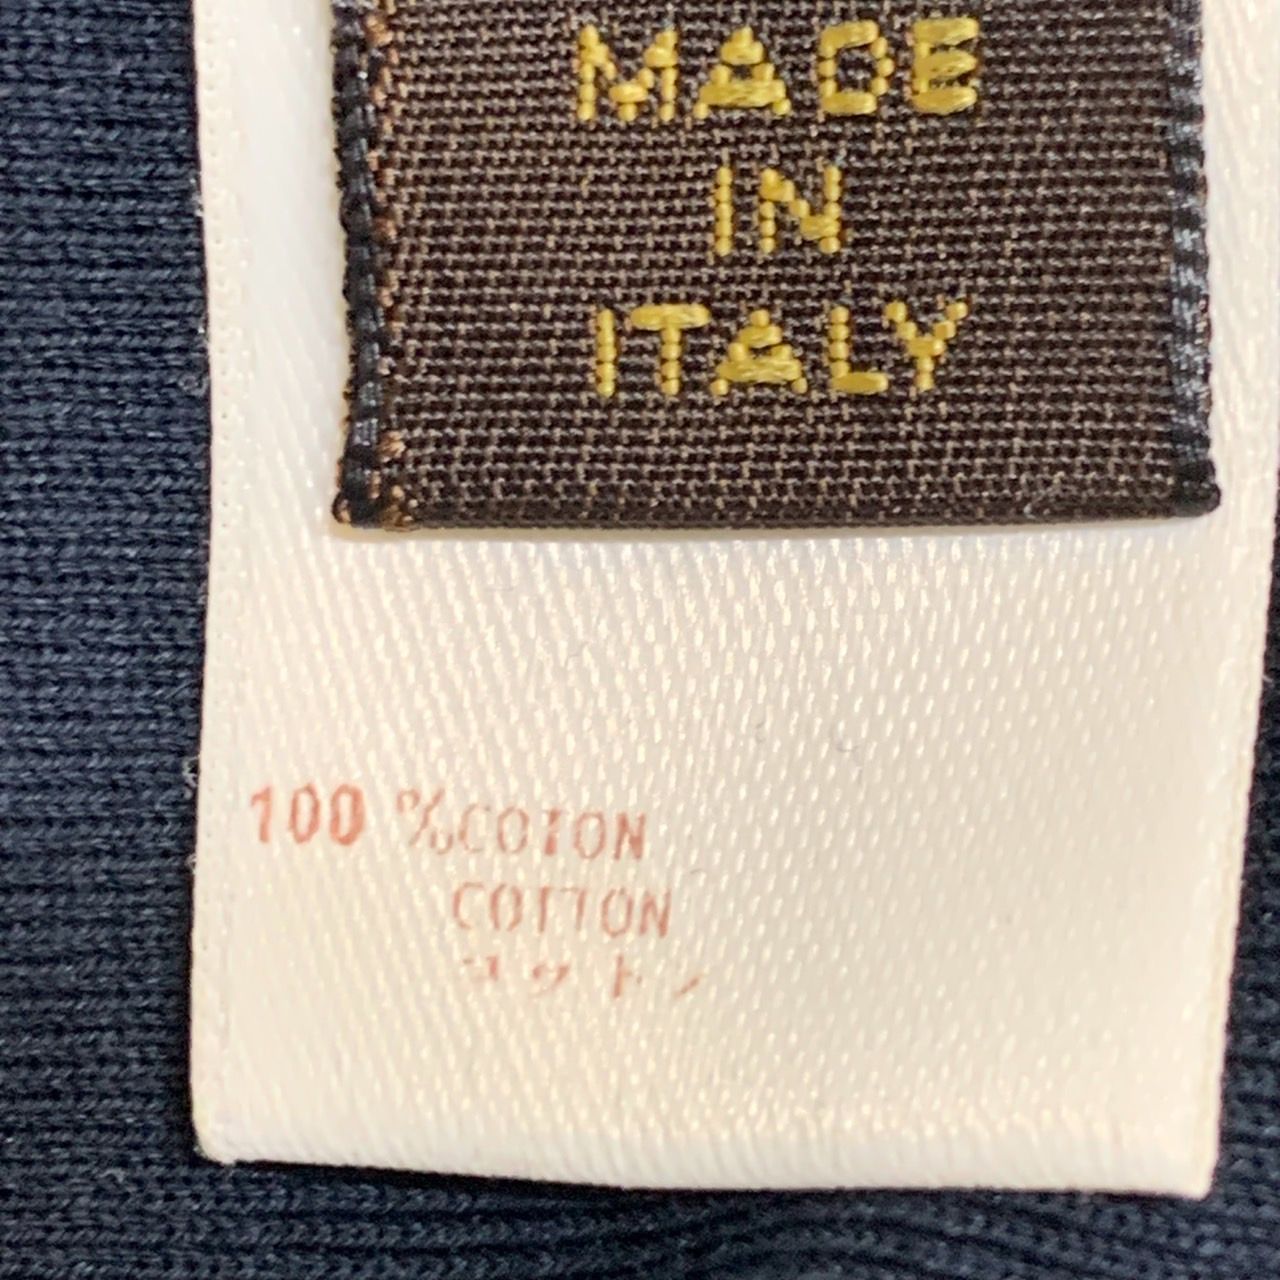 MADE
IN
ITALY
100 %COTON
COTTON
コットン